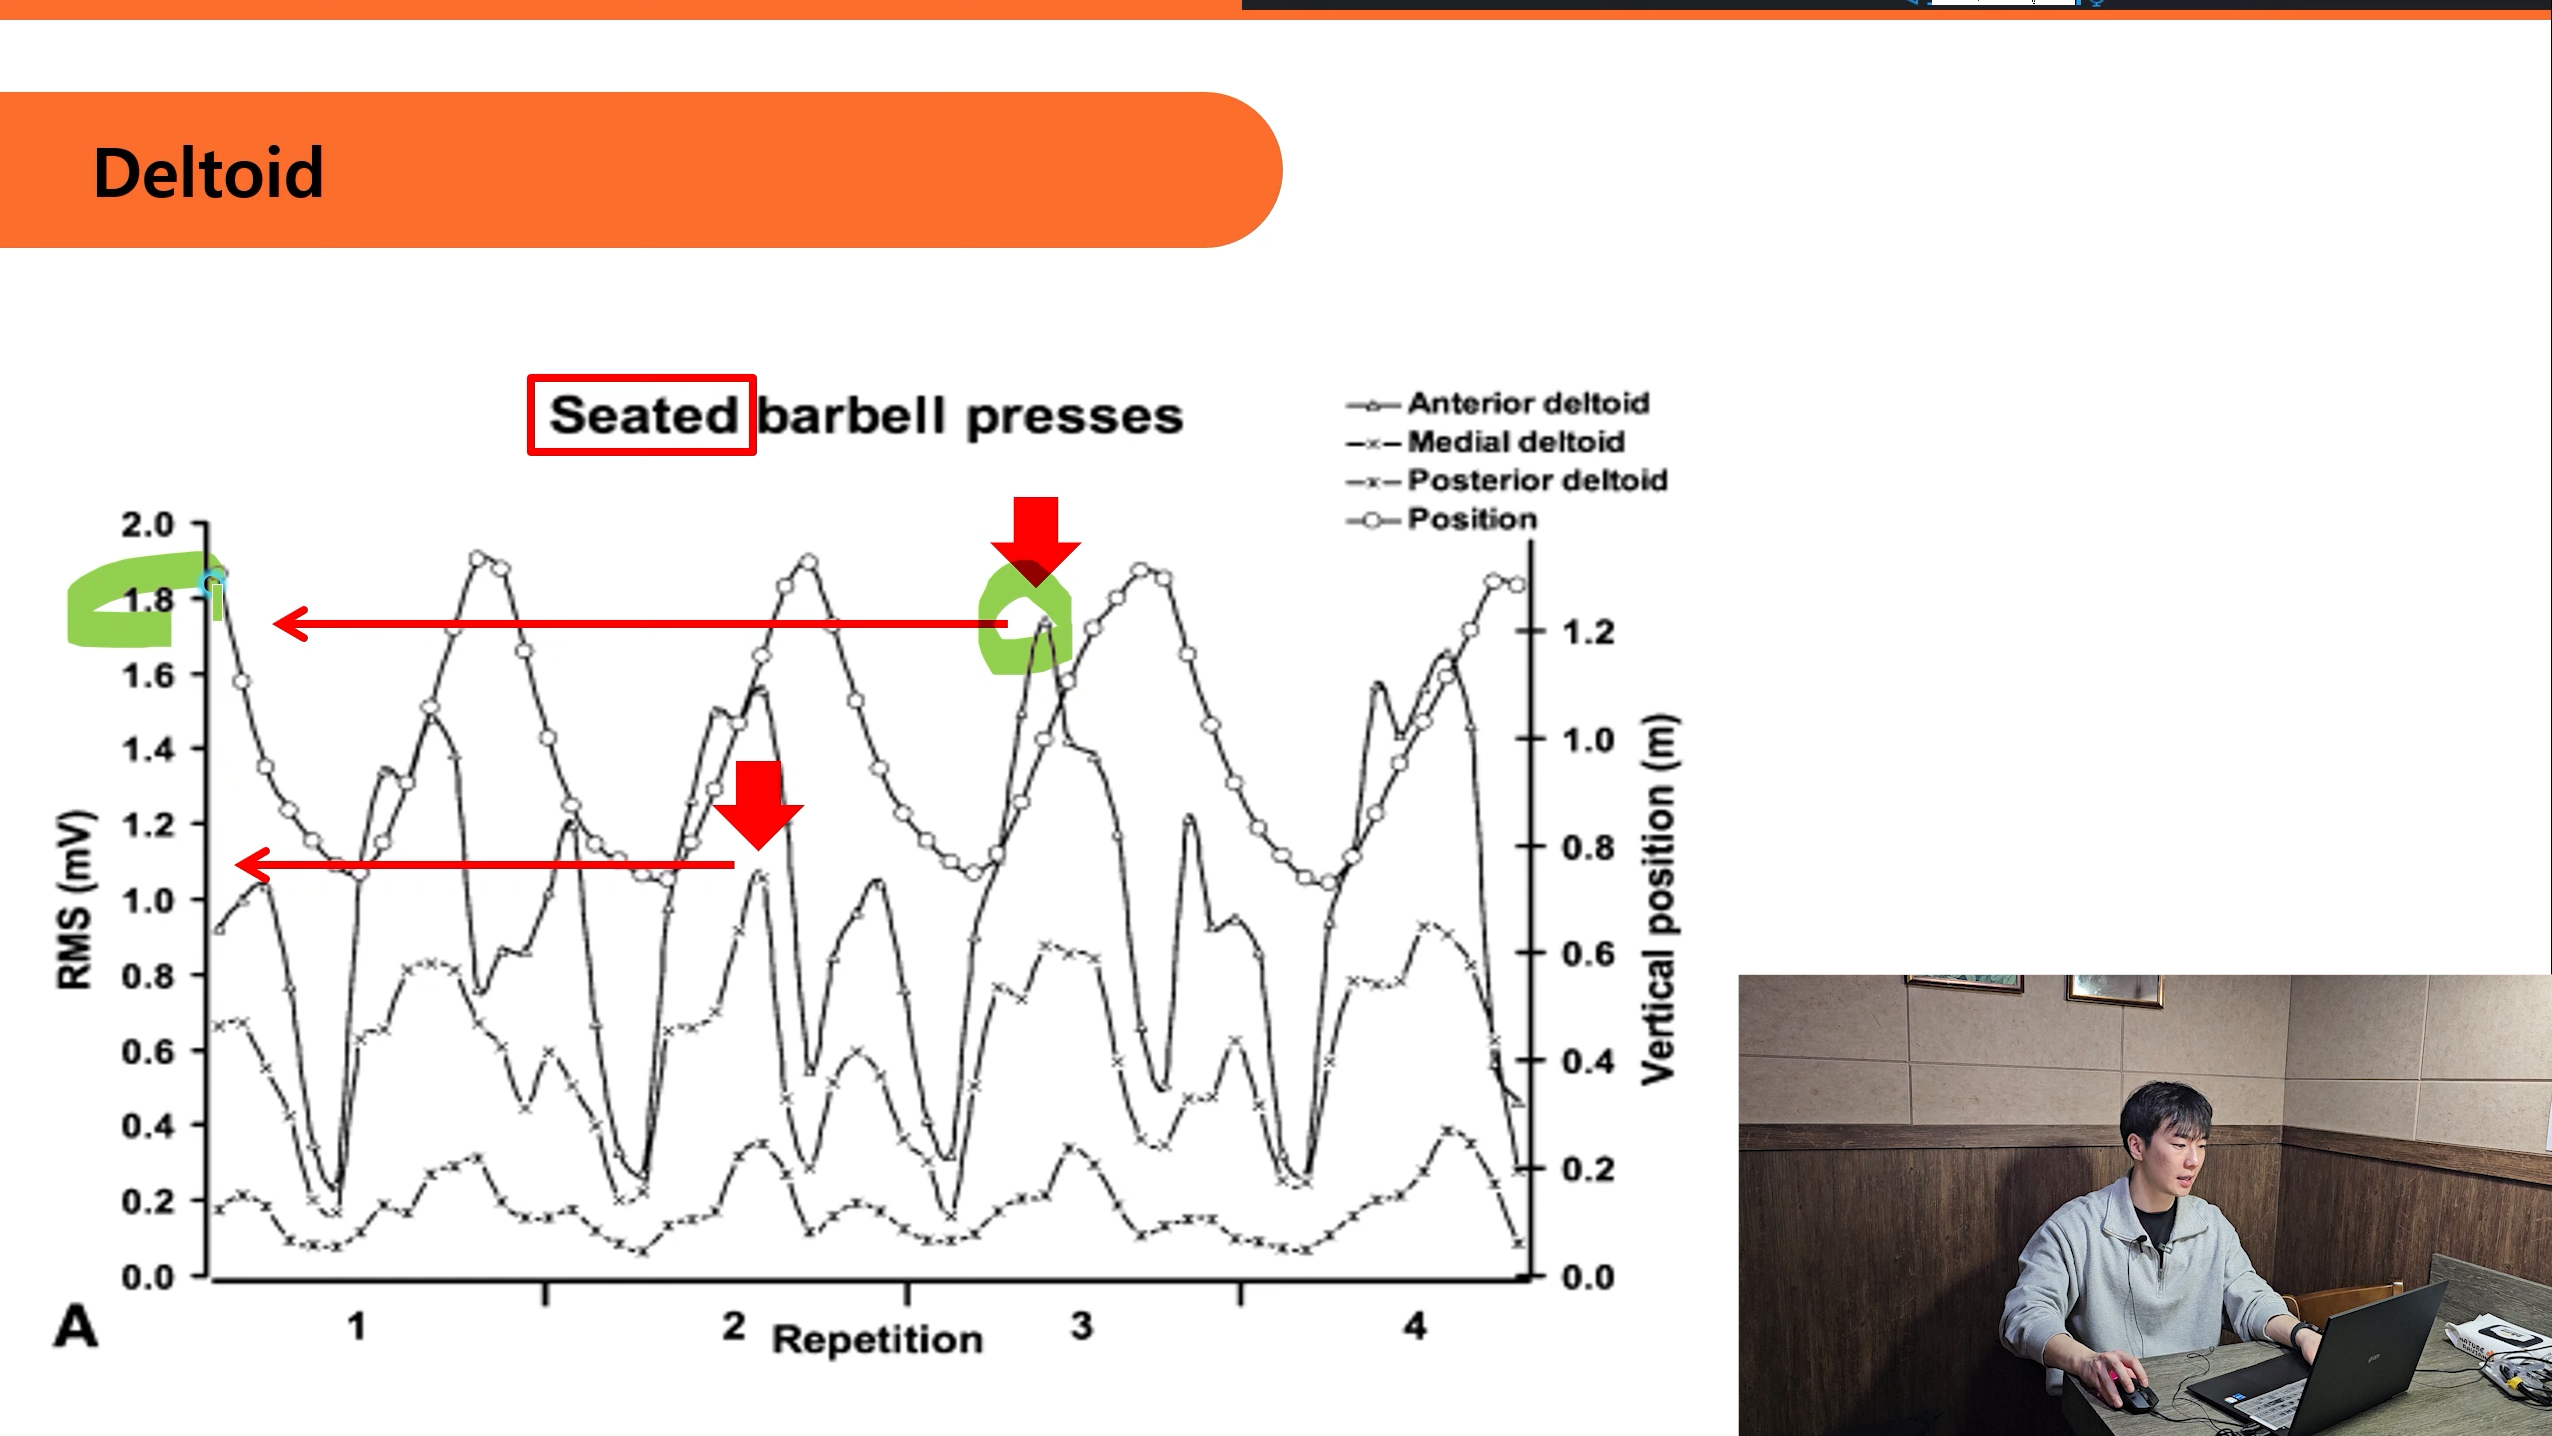 Deltoid
Seated barbell presses
Anterior deltoid
Medial deltoid
Posterior deltoid
Position
2.0
1.8
1.6
1.4
1.2
1.0
0.8
0.6
0.4
0.2
0.0
RMS (mV)
1.2
1.0
0.8
0.6
0.4
0.2
0.0
Vertical position (m)
1 2 3 4
Repetition
A